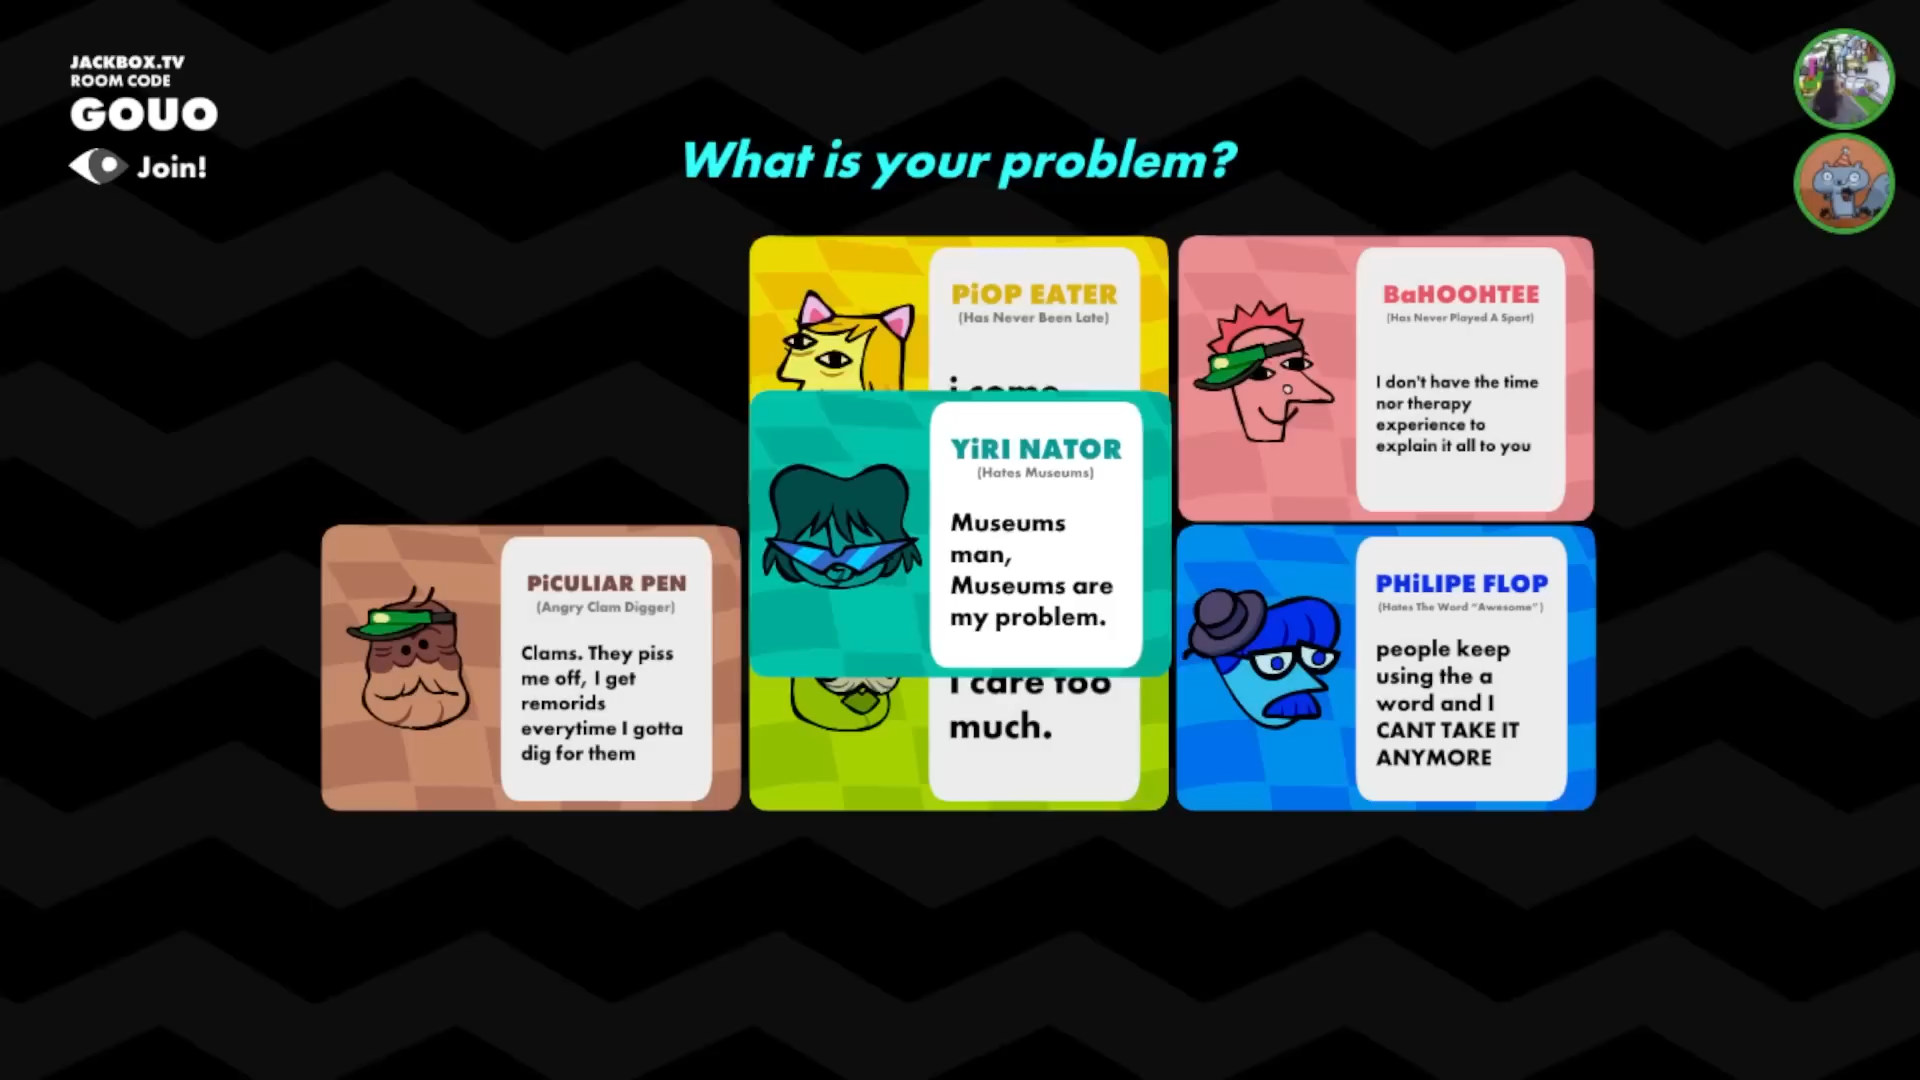 JACKBOX.TV
ROOM CODE
GOUO
Join!
What is your problem?
PiOP EATER
(Has Never Been Late)
BaHOOHTEE
(Has Never Played A Sport)
I don't have the time
nor therapy
experience to
explain it all to you
YiRI NATOR
(Hates Museums)
Museums
man,
Museums are
my problem.
PiCULIAR PEN
(Angry Clam Digger)
Clams. They piss
me off, I get
remorids
everytime I gotta
dig for them
I care too
much.
PHiLIPE FLOP
(Hates The Word “Awesome”)
people keep
using the a
word and I
CANT TAKE IT
ANYMORE